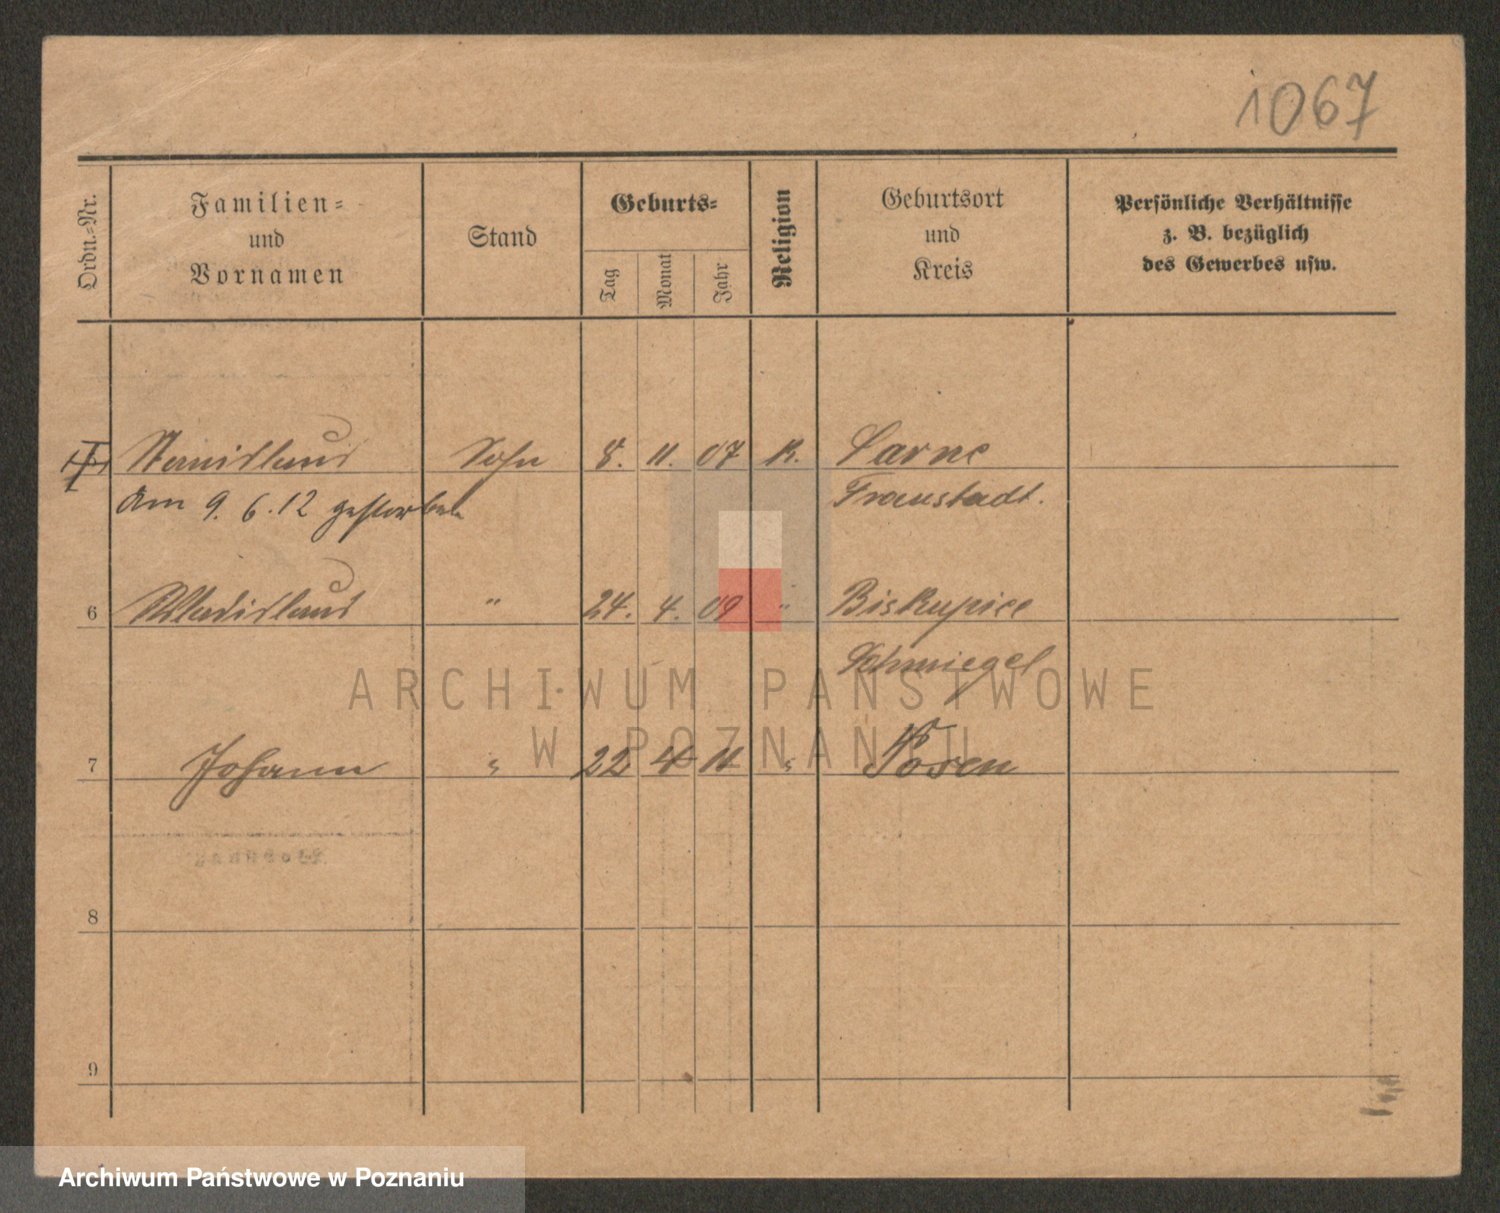 1067
Ordn.-Nr.
Familien-
und
Vornamen
Stand
Geburts-
Tag
Monat
Jahr
Religion
Geburtsort
und
Kreis
Persönliche Verhältnisse
z. B. bezüglich
des Gewerbes usw.
Stanislaus Sohn 8. 11. 07 K. Sarne
Am 9. 6. 12 gestorben Fraustadt.
6 Wladislaus " 24. 4. 09 " Biskupice
Schmiegel
ARCHIWUM PAŃSTWOWE
W POZNANIU
7 Johann " 22 4 11 " Posen
8
9
Archiwum Państwowe w Poznaniu